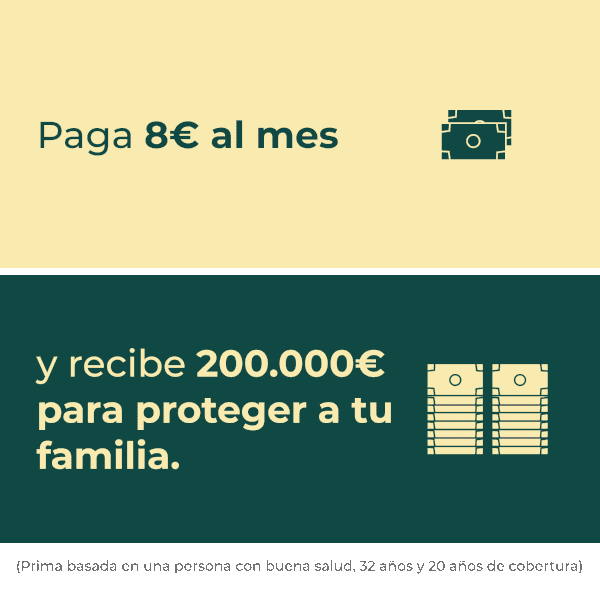 Paga 8€ al mes
y recibe 200.000€
para proteger a tu
familia.
(Prima basada en una persona con buena salud, 32 años y 20 años de cobertura)